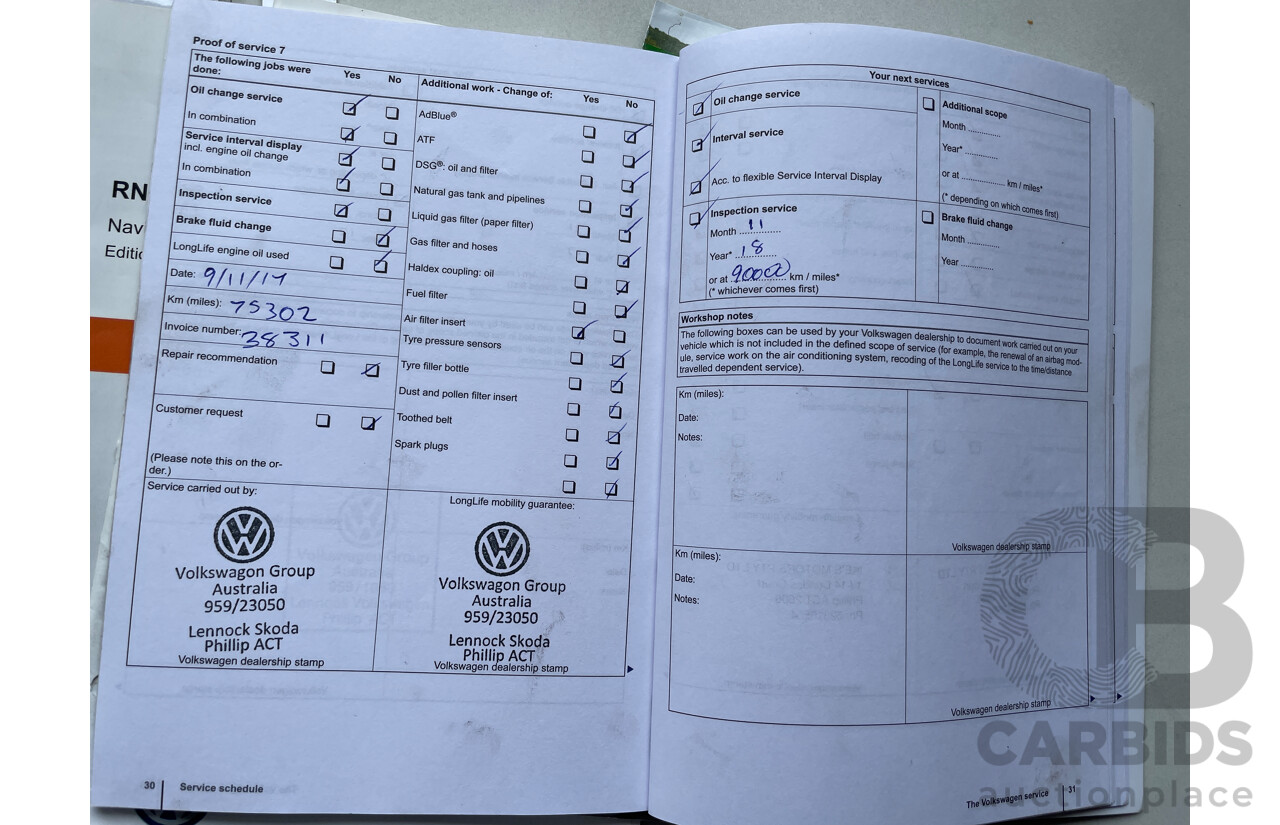 Proof of service 7
The following jobs were done:
Yes No
Oil change service
In combination
Service interval display
incl. engine oil change
In combination
Inspection service
Brake fluid change
LongLife engine oil used
Date: 9/11/17
Km (miles): 75302
Invoice number: 38311
Repair recommendation
Customer request
(Please note this on the or-
der.)
Additional work - Change of:
Yes No
AdBlue®
ATF
DSG®: oil and filter
Natural gas tank and pipelines
Liquid gas filter (paper filter)
Gas filter and hoses
Haldex coupling: oil
Fuel filter
Air filter insert
Tyre pressure sensors
Tyre filler bottle
Dust and pollen filter insert
Toothed belt
Spark plugs
Service carried out by:
Volkswagon Group
Australia
959/23050
Lennock Skoda
Phillip ACT
Volkswagen dealership stamp
LongLife mobility guarantee:
Volkswagon Group
Australia
959/23050
Lennock Skoda
Phillip ACT
Volkswagen dealership stamp
30 Service schedule
Your next services
Oil change service
Interval service
Acc. to flexible Service Interval Display
Inspection service
Month 11
Year* 18
or at 90000 km / miles*
(* whichever comes first)
Additional scope
Month ..............
Year* ..............
or at .................. km / miles*
(* depending on which comes first)
Brake fluid change
Month ..............
Year ..............
Workshop notes
The following boxes can be used by your Volkswagen dealership to document work carried out on your
vehicle which is not included in the defined scope of service (for example, the renewal of an airbag mod-
ule, service work on the air conditioning system, recoding of the LongLife service to the time/distance
travelled dependent service).
Km (miles):
Date:
Notes:
Volkswagen dealership stamp
Km (miles):
Date:
Notes:
Volkswagen dealership stamp
The Volkswagen service 31
RN
Nav
Editio
CARBIDS
auctionplace